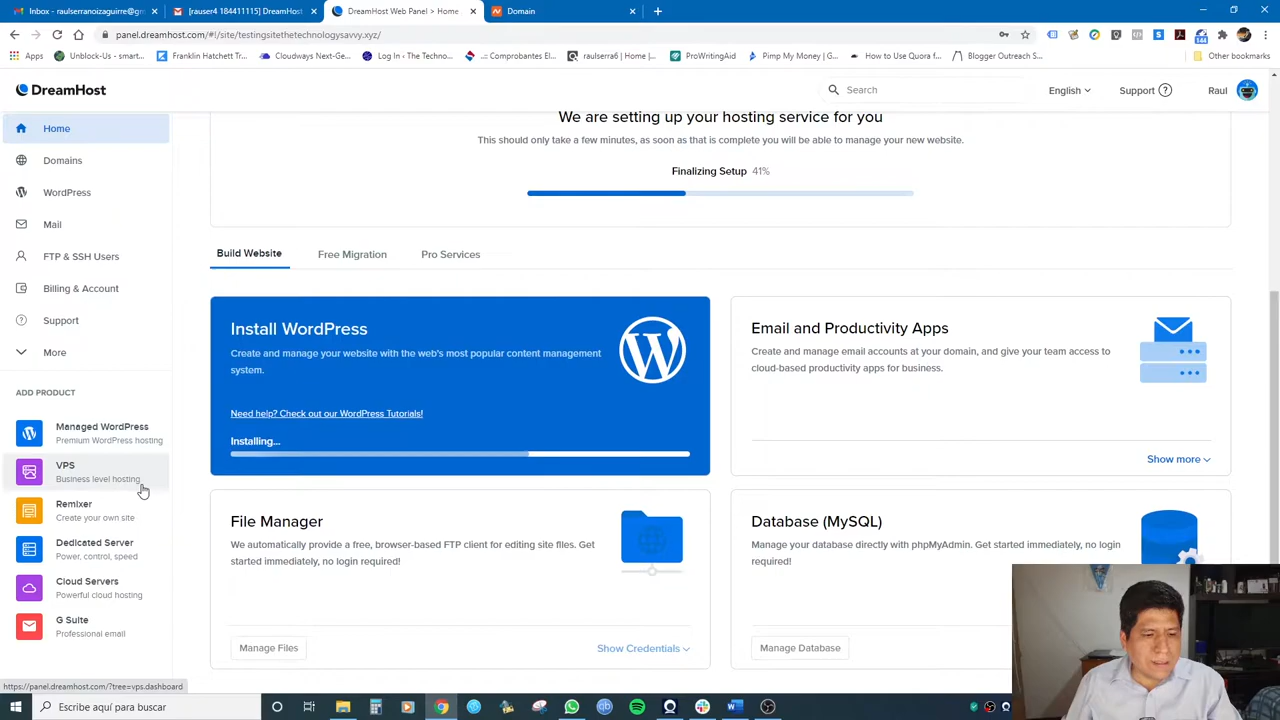 Inbox - raulserranoizaguirre@gm
[rauser4 184411115] DreamHost
DreamHost Web Panel > Home
Domain
panel.dreamhost.com/#!/site/testingsitethetechnologysavvy.xyz/
Apps
Unblock-Us - smart...
Franklin Hatchett Tr...
Cloudways Next-Ge...
Log In ‹ The Techno...
.:: Comprobantes El...
raulserra6 | Home |...
ProWritingAid
Pimp My Money | G...
How to Use Quora f...
Blogger Outreach S...
Other bookmarks
DreamHost
Search
English
Support
Raul
Home
Domains
WordPress
Mail
FTP & SSH Users
Billing & Account
Support
More
ADD PRODUCT
Managed WordPress
Premium WordPress hosting
VPS
Business level hosting
Remixer
Create your own site
Dedicated Server
Power, control, speed
Cloud Servers
Powerful cloud hosting
G Suite
Professional email
We are setting up your hosting service for you
This should only take a few minutes, as soon as that is complete you will be able to manage your new website.
Finalizing Setup 41%
Build Website
Free Migration
Pro Services
Install WordPress
Create and manage your website with the web's most popular content management
system.
Need help? Check out our WordPress Tutorials!
Installing...
Email and Productivity Apps
Create and manage email accounts at your domain, and give your team access to
cloud-based productivity apps for business.
Show more
File Manager
We automatically provide a free, browser-based FTP client for editing site files. Get
started immediately, no login required!
Manage Files
Show Credentials
Database (MySQL)
Manage your database directly with phpMyAdmin. Get started immediately, no login
required!
Manage Database
https://panel.dreamhost.com/?tree=vps.dashboard
Escribe aquí para buscar